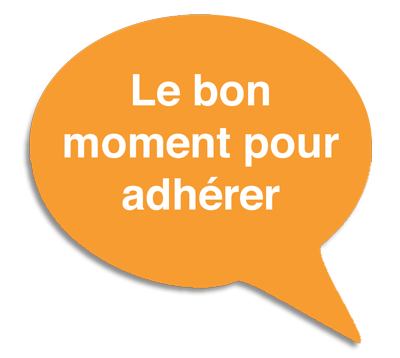 Le bon
moment pour
adhérer